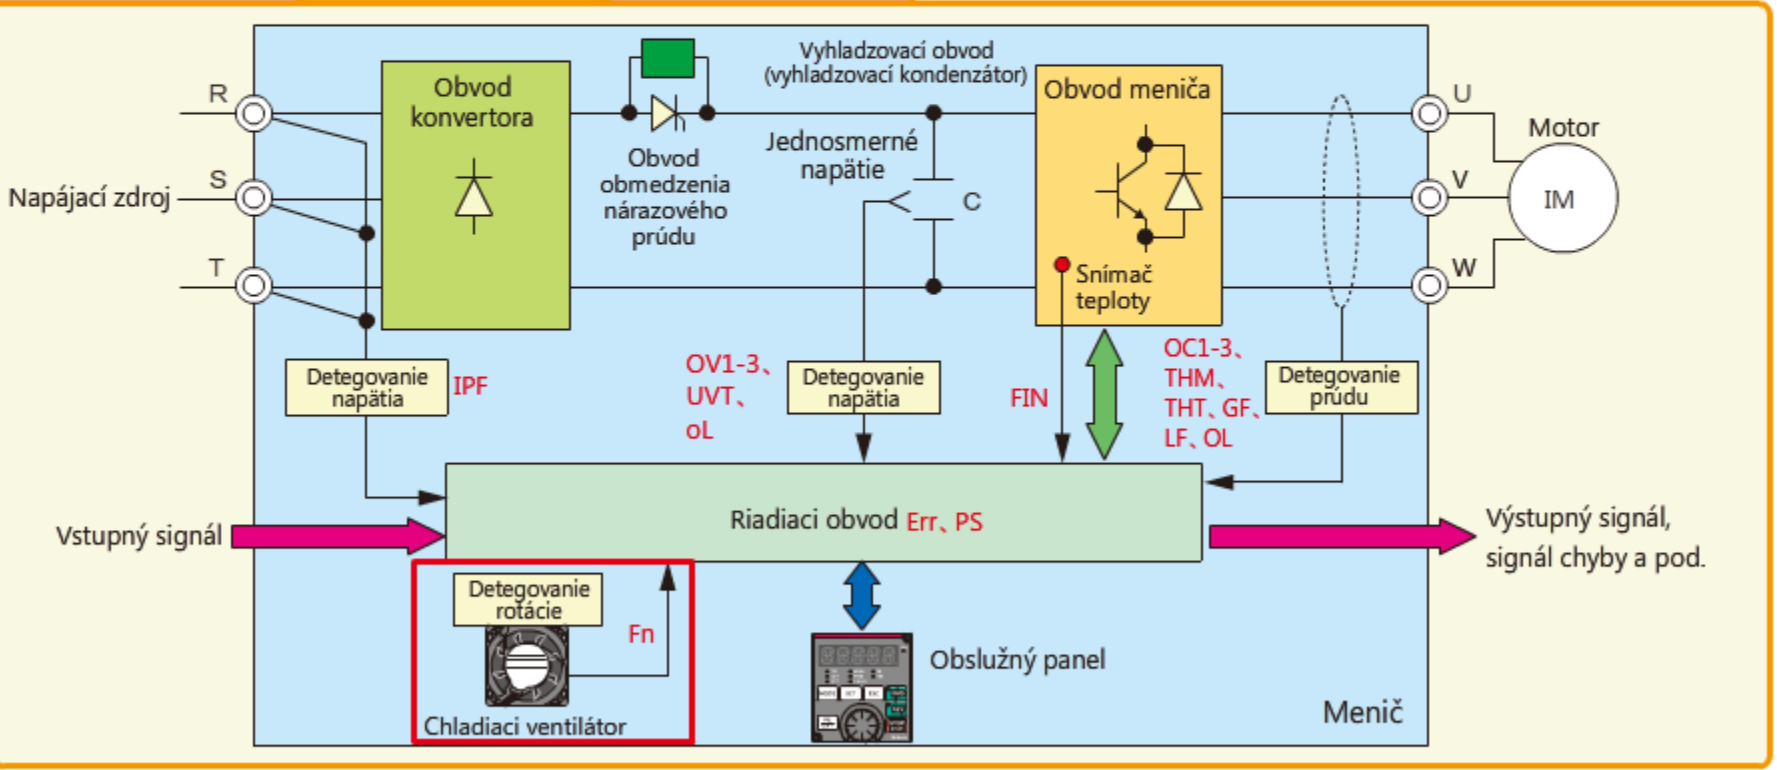 R
S
T
Napájací zdroj
Obvod
konvertora
Obvod
obmedzenia
nárazového
prúdu
Vyhladzovací obvod
(vyhladzovací kondenzátor)
Jednosmerné
napätie
C
Obvod meniča
Snímač
teploty
U
V
W
Motor
IM
Detegovanie
napätia
IPF
OV1-3、
UVT、
oL
Detegovanie
napätia
FIN
OC1-3、
THM、
THT、GF、
LF、OL
Detegovanie
prúdu
Vstupný signál
Riadiaci obvod Err、PS
Výstupný signál,
signál chyby a pod.
Detegovanie
rotácie
Fn
Chladiaci ventilátor
Obslužný panel
Menič